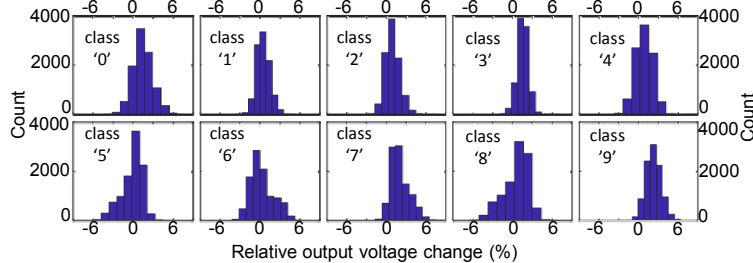 -6 0 6 -6 0 6 -6 0 6 -6 0 6 -6 0 6
4000 4000
class class class class class
‘0’ ‘1’ ‘2’ ‘3’ ‘4’
2000 2000
0 0
Count Count
4000 4000
class class class class class
‘5’ ‘6’ ‘7’ ‘8’ ‘9’
2000 2000
0 0
-6 0 6 -6 0 6 -6 0 6 -6 0 6 -6 0 6
Relative output voltage change (%)